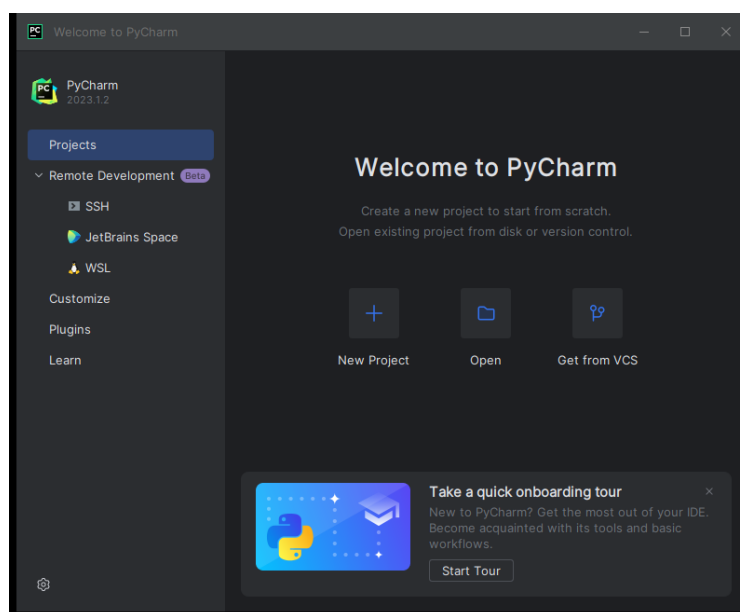 PC Welcome to PyCharm
PC PyCharm
2023.1.2
Projects
Remote Development Beta
SSH
JetBrains Space
WSL
Customize
Plugins
Learn
Welcome to PyCharm
Create a new project to start from scratch.
Open existing project from disk or version control.
New Project
Open
Get from VCS
Take a quick onboarding tour
New to PyCharm? Get the most out of your IDE.
Become acquainted with its tools and basic
workflows.
Start Tour